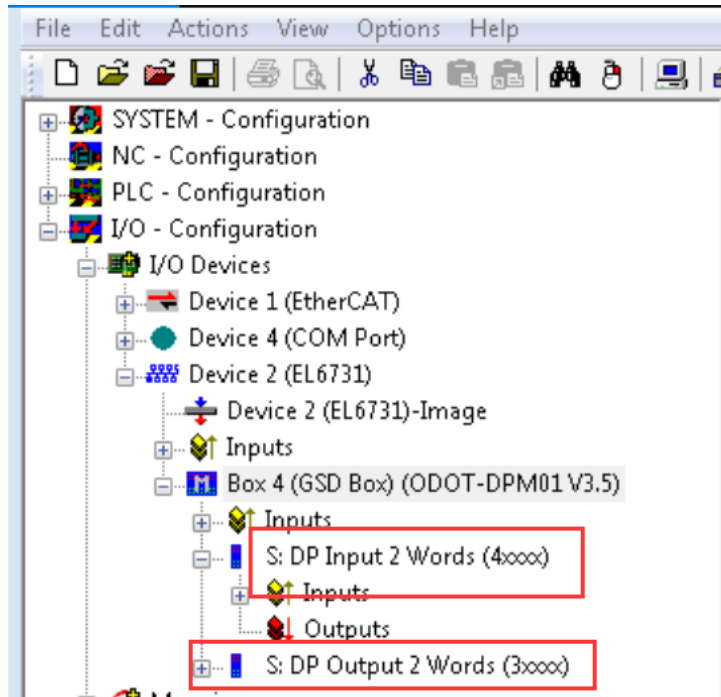 File Edit Actions View Options Help
SYSTEM - Configuration
NC - Configuration
PLC - Configuration
I/O - Configuration
I/O Devices
Device 1 (EtherCAT)
Device 4 (COM Port)
Device 2 (EL6731)
Device 2 (EL6731)-Image
Inputs
Box 4 (GSD Box) (ODOT-DPM01 V3.5)
Inputs
S: DP Input 2 Words (4xxxx)
Inputs
Outputs
S: DP Output 2 Words (3xxxx)